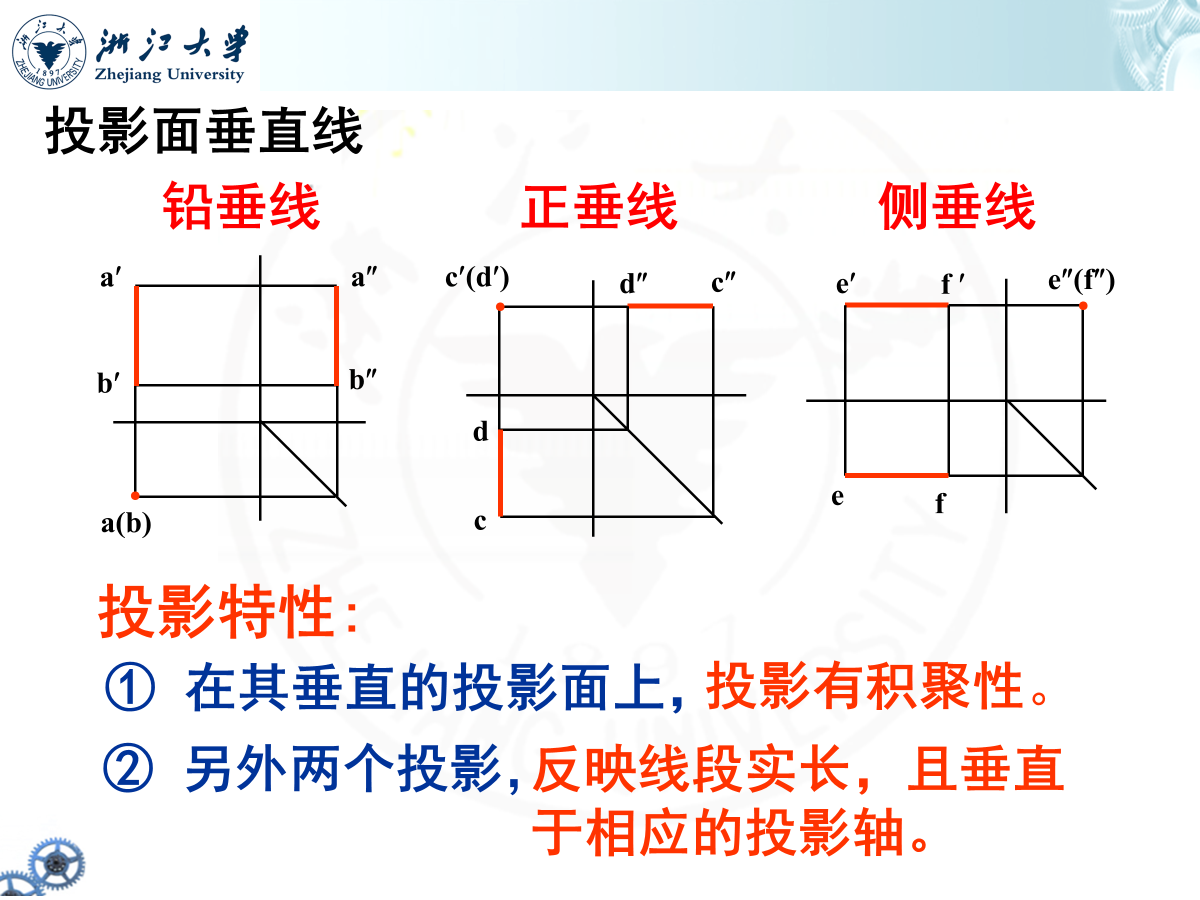 浙江大学
Zhejiang University
ZHEJIANG UNIVERSITY
1897
投影面垂直线
铅垂线 正垂线 侧垂线
a′ a″ c′(d′) d″ c″ e′ f ′ e″(f″)
b′ b″
d
a(b) c e f
投影特性:
① 在其垂直的投影面上，投影有积聚性。
② 另外两个投影，反映线段实长，且垂直
于相应的投影轴。